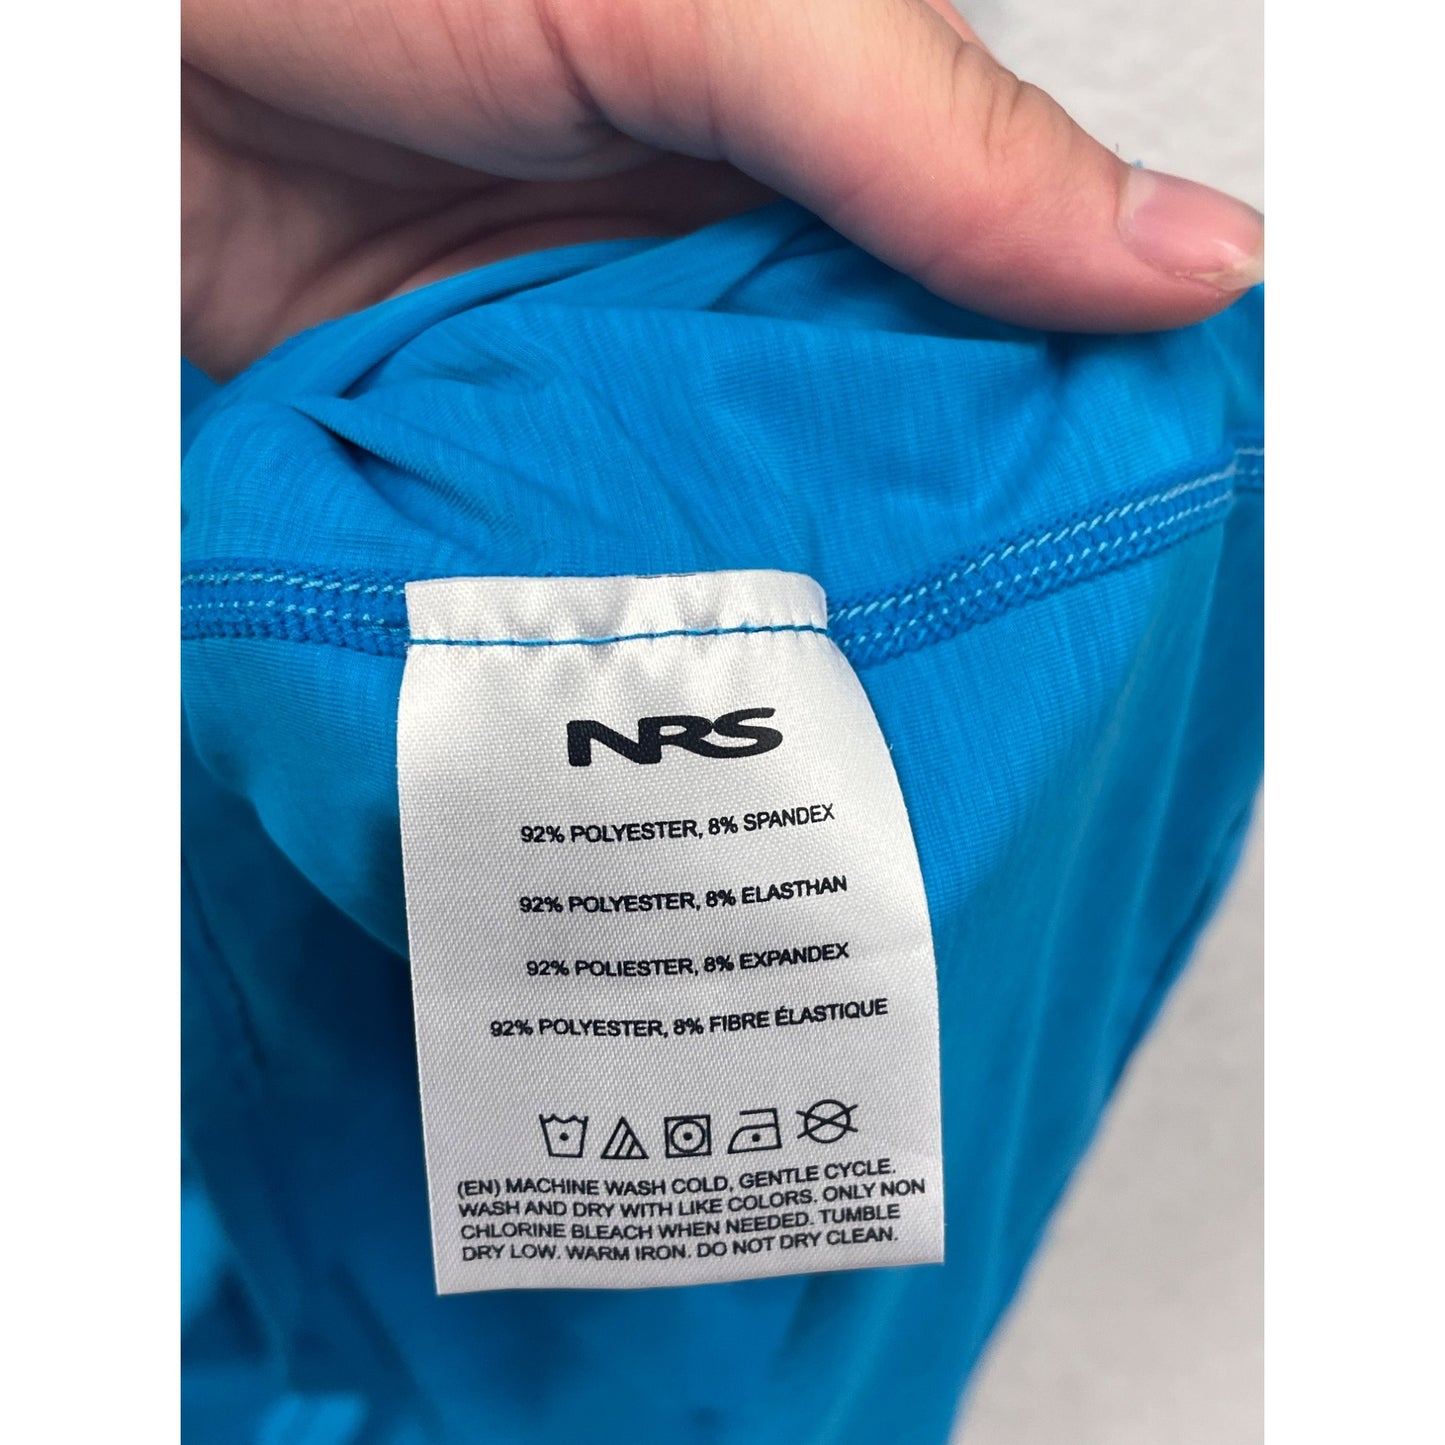 NRS
92% POLYESTER, 8% SPANDEX
92% POLYESTER, 8% ELASTHAN
92% POLIESTER, 8% EXPANDEX
92% POLYESTER, 8% FIBRE ÉLASTIQUE
(EN) MACHINE WASH COLD, GENTLE CYCLE.
WASH AND DRY WITH LIKE COLORS. ONLY NON
CHLORINE BLEACH WHEN NEEDED. TUMBLE
DRY LOW. WARM IRON. DO NOT DRY CLEAN.